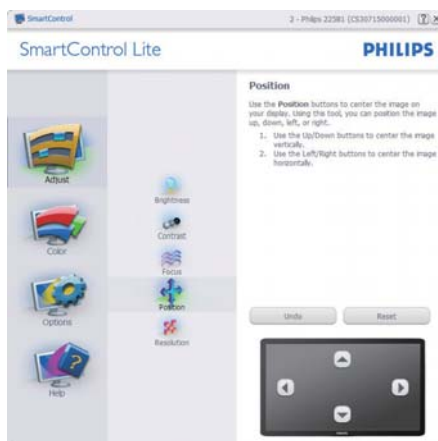 SmartControl
2 - Philips 225B1 (CS30715000001)
SmartControl Lite
PHILIPS
Adjust
Color
Options
Help
Brightness
Contrast
Focus
Position
Resolution
Position
Use the Position buttons to center the image on
your display. Using the tool, you can position the image
up, down, left, or right.
1. Use the Up/Down buttons to center the image
vertically.
2. Use the Left/Right buttons to center the image
horizontally.
Undo
Reset